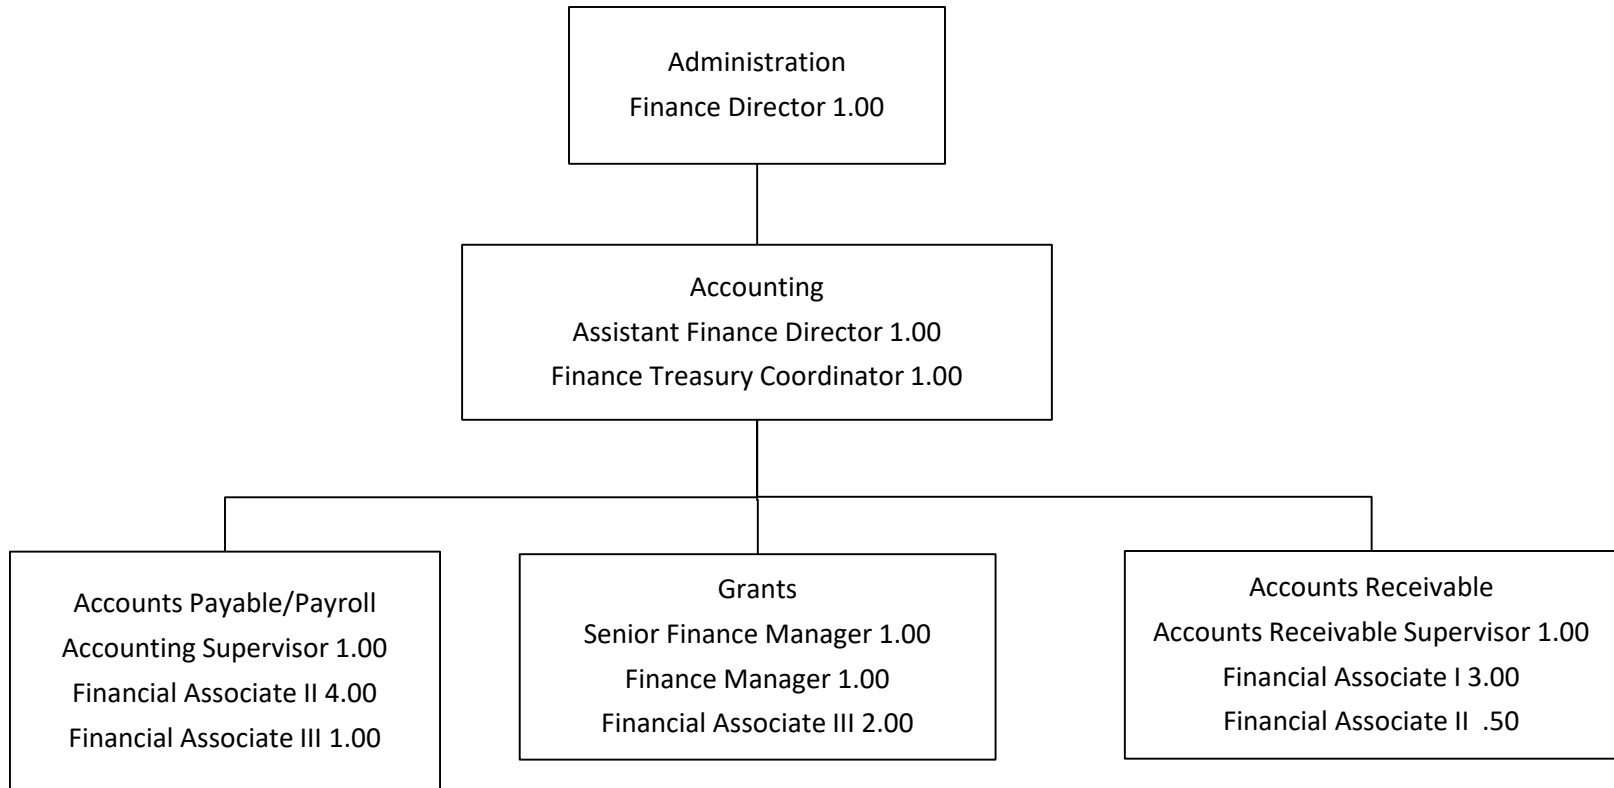 Administration
Finance Director 1.00
Accounting
Assistant Finance Director 1.00
Finance Treasury Coordinator 1.00
Accounts Payable/Payroll
Accounting Supervisor 1.00
Financial Associate II 4.00
Financial Associate III 1.00
Grants
Senior Finance Manager 1.00
Finance Manager 1.00
Financial Associate III 2.00
Accounts Receivable
Accounts Receivable Supervisor 1.00
Financial Associate I 3.00
Financial Associate II  .50